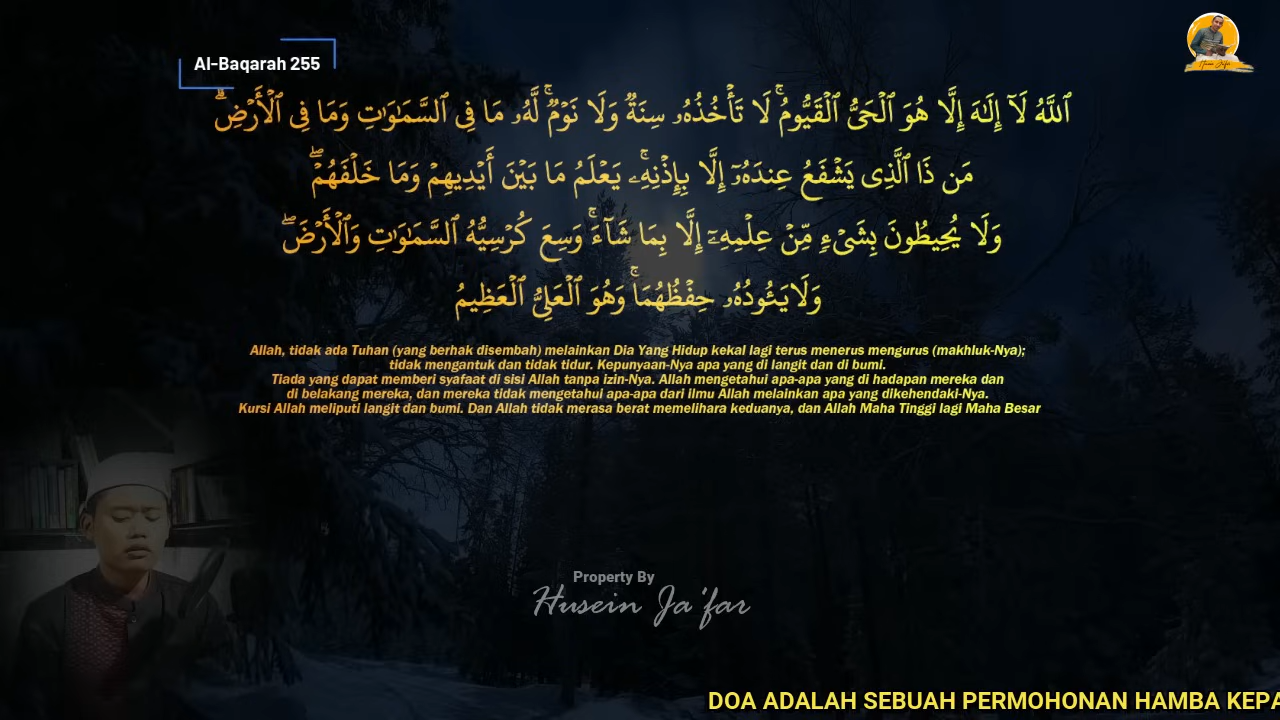 Al-Baqarah 255
ٱللَّهُ لَآ إِلَٰهَ إِلَّا هُوَ ٱلْحَىُّ ٱلْقَيُّومُ ۚ لَا تَأْخُذُهُۥ سِنَةٌ وَلَا نَوْمٌ ۚ لَّهُۥ مَا فِى ٱلسَّمَٰوَٰتِ وَمَا فِى ٱلْأَرْضِ ۗ
مَن ذَا ٱلَّذِى يَشْفَعُ عِندَهُۥٓ إِلَّا بِإِذْنِهِۦ ۚ يَعْلَمُ مَا بَيْنَ أَيْدِيهِمْ وَمَا خَلْفَهُمْ ۖ
وَلَا يُحِيطُونَ بِشَىْءٍ مِّنْ عِلْمِهِۦٓ إِلَّا بِمَا شَآءَ ۚ وَسِعَ كُرْسِيُّهُ ٱلسَّمَٰوَٰتِ وَٱلْأَرْضَ ۖ
وَلَا يَـُٔودُهُۥ حِفْظُهُمَا ۚ وَهُوَ ٱلْعَلِىُّ ٱلْعَظِيمُ
Allah, tidak ada Tuhan (yang berhak disembah) melainkan Dia Yang Hidup kekal lagi terus menerus mengurus (makhluk-Nya);
tidak mengantuk dan tidak tidur. Kepunyaan-Nya apa yang di langit dan di bumi.
Tiada yang dapat memberi syafaat di sisi Allah tanpa izin-Nya. Allah mengetahui apa-apa yang di hadapan mereka dan
di belakang mereka, dan mereka tidak mengetahui apa-apa dari ilmu Allah melainkan apa yang dikehendaki-Nya.
Kursi Allah meliputi langit dan bumi. Dan Allah tidak merasa berat memelihara keduanya, dan Allah Maha Tinggi lagi Maha Besar
Property By
Husein Ja'far
DOA ADALAH SEBUAH PERMOHONAN HAMBA KEPA